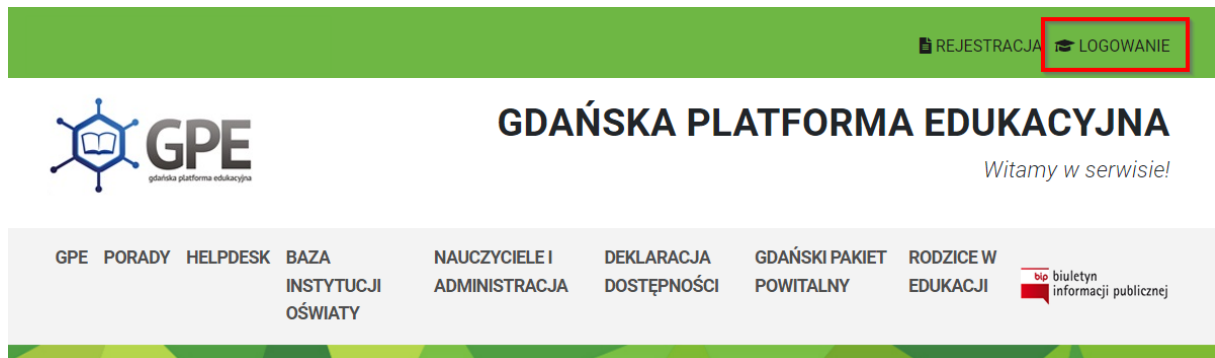 REJESTRACJA LOGOWANIE
GPE
gdańska platforma edukacyjna
GDAŃSKA PLATFORMA EDUKACYJNA
Witamy w serwisie!
GPE PORADY HELPDESK BAZA INSTYTUCJI OŚWIATY
NAUCZYCIELE I ADMINISTRACJA
DEKLARACJA DOSTĘPNOŚCI
GDAŃSKI PAKIET POWITALNY
RODZICE W EDUKACJI
bip biuletyn informacji publicznej